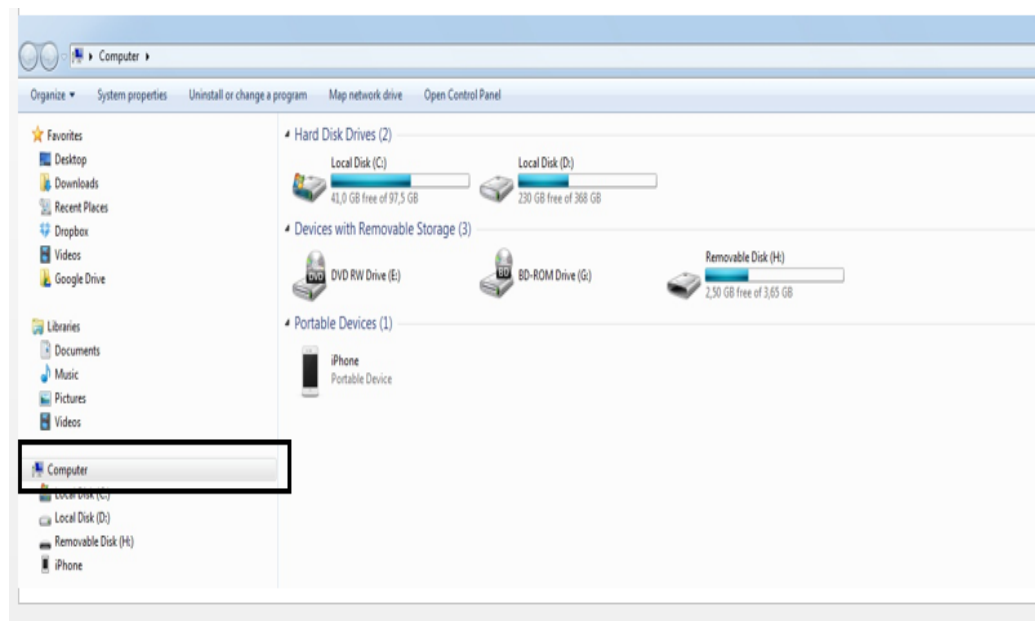 Computer
Organize System properties Uninstall or change a program Map network drive Open Control Panel
Favorites
Desktop
Downloads
Recent Places
Dropbox
Videos
Google Drive
Libraries
Documents
Music
Pictures
Videos
Computer
Local Disk (C:)
Local Disk (D:)
Removable Disk (H:)
iPhone
Hard Disk Drives (2)
Local Disk (C:)
41,0 GB free of 97,5 GB
Local Disk (D:)
230 GB free of 368 GB
Devices with Removable Storage (3)
DVD
DVD RW Drive (E:)
BD
BD-ROM Drive (G:)
Removable Disk (H:)
2,50 GB free of 3,65 GB
Portable Devices (1)
iPhone
Portable Device